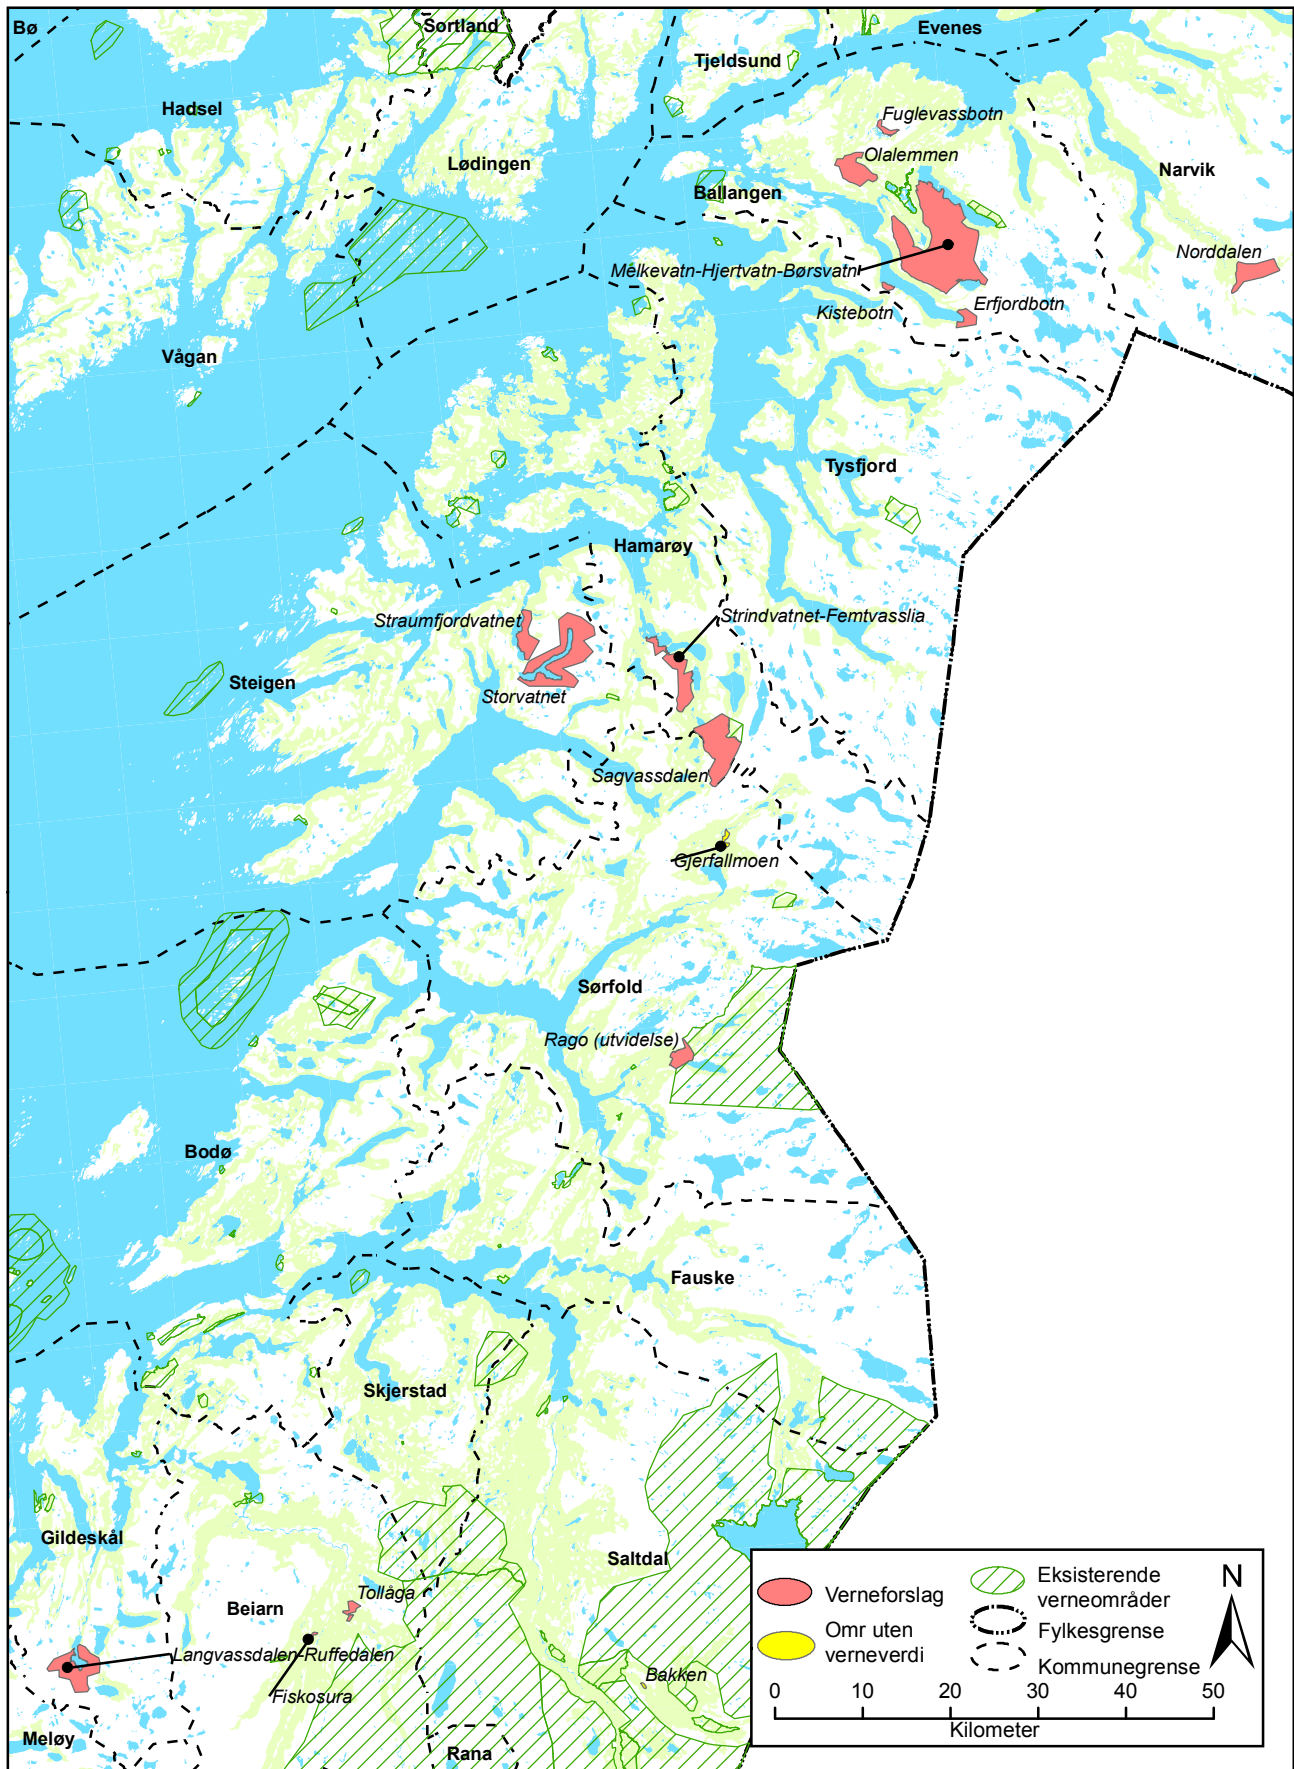 Bø
Sortland
Evenes
Tjeldsund
Hadsel
Fuglevassbotn
Olalemmen
Lødingen
Narvik
Ballangen
Norddalen
Melkevatn-Hjertvatn-Børsvatn
Erfjordbotn
Kistebotn
Vågan
Tysfjord
Hamarøy
Straumfjordvatnet
Strindvatnet-Femtvasslia
Steigen
Storvatnet
Sagvassdalen
Gjerfallmoen
Sørfold
Rago (utvidelse)
Bodø
Fauske
Skjerstad
Gildeskål
Saltdal
Tollåga
Beiarn
Langvassdalen-Ruffedalen
Bakken
Fiskosura
Meløy
Rana
Verneforslag
Omr uten
verneverdi
Eksisterende
verneområder
Fylkesgrense
Kommunegrense
N
0 10 20 30 40 50
Kilometer